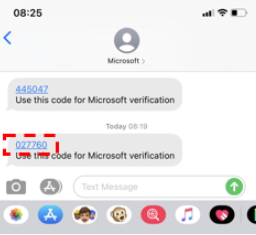 08:25
Microsoft >
445047
Use this code for Microsoft verification
Today 08:19
027760
Use this code for Microsoft verification
Text Message